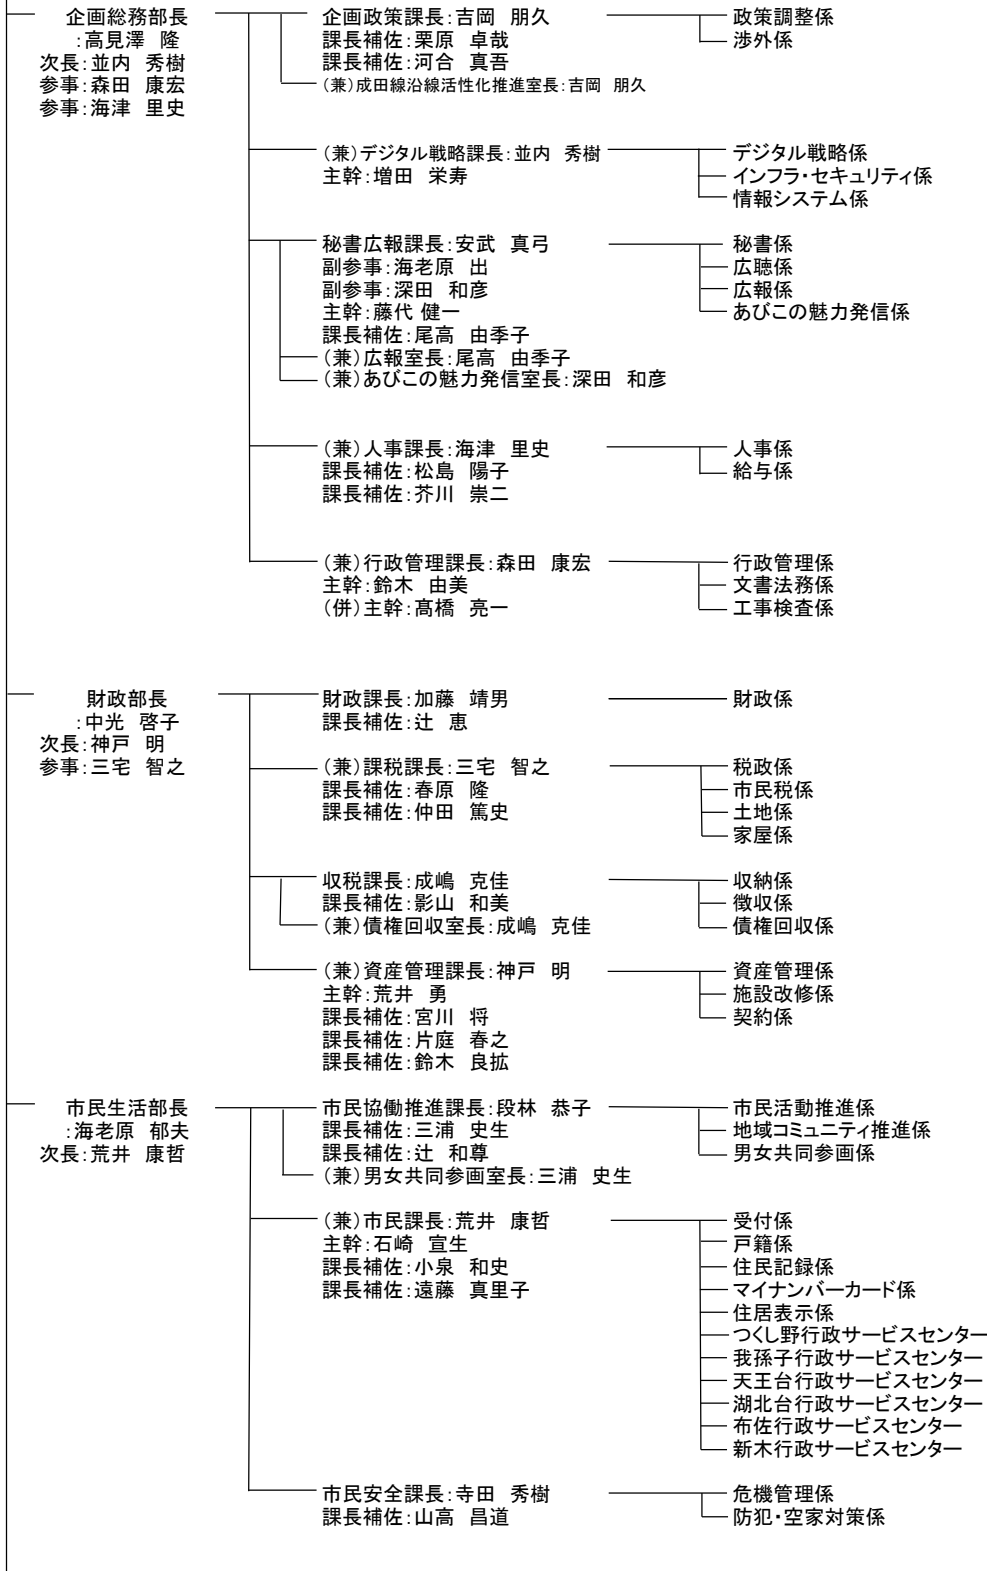 企画総務部長
:高見澤 隆
次長:並内 秀樹
参事:森田 康宏
参事:海津 里史
企画政策課長:吉岡 朋久
課長補佐:栗原 卓哉
課長補佐:河合 真吾
(兼)成田線沿線活性化推進室長:吉岡 朋久
政策調整係
渉外係
(兼)デジタル戦略課長:並内 秀樹
主幹:増田 栄寿
デジタル戦略係
インフラ・セキュリティ係
情報システム係
秘書広報課長:安武 真弓
副参事:海老原 出
副参事:深田 和彦
主幹:藤代 健一
課長補佐:尾高 由季子
(兼)広報室長:尾高 由季子
(兼)あびこの魅力発信室長:深田 和彦
秘書係
広聴係
広報係
あびこの魅力発信係
(兼)人事課長:海津 里史
課長補佐:松島 陽子
課長補佐:芥川 崇二
人事係
給与係
(兼)行政管理課長:森田 康宏
主幹:鈴木 由美
(併)主幹:髙橋 亮一
行政管理係
文書法務係
工事検査係
財政部長
:中光 啓子
次長:神戸 明
参事:三宅 智之
財政課長:加藤 靖男
課長補佐:辻 恵
財政係
(兼)課税課長:三宅 智之
課長補佐:春原 隆
課長補佐:仲田 篤史
税政係
市民税係
土地係
家屋係
収税課長:成嶋 克佳
課長補佐:影山 和美
(兼)債権回収室長:成嶋 克佳
収納係
徴収係
債権回収係
(兼)資産管理課長:神戸 明
主幹:荒井 勇
課長補佐:宮川 将
課長補佐:片庭 春之
課長補佐:鈴木 良拡
資産管理係
施設改修係
契約係
市民生活部長
:海老原 郁夫
次長:荒井 康哲
市民協働推進課長:段林 恭子
課長補佐:三浦 史生
課長補佐:辻 和尊
(兼)男女共同参画室長:三浦 史生
市民活動推進係
地域コミュニティ推進係
男女共同参画係
(兼)市民課長:荒井 康哲
主幹:石崎 宣生
課長補佐:小泉 和史
課長補佐:遠藤 真里子
受付係
戸籍係
住民記録係
マイナンバーカード係
住居表示係
つくし野行政サービスセンター
我孫子行政サービスセンター
天王台行政サービスセンター
湖北台行政サービスセンター
布佐行政サービスセンター
新木行政サービスセンター
市民安全課長:寺田 秀樹
課長補佐:山高 昌道
危機管理係
防犯・空家対策係